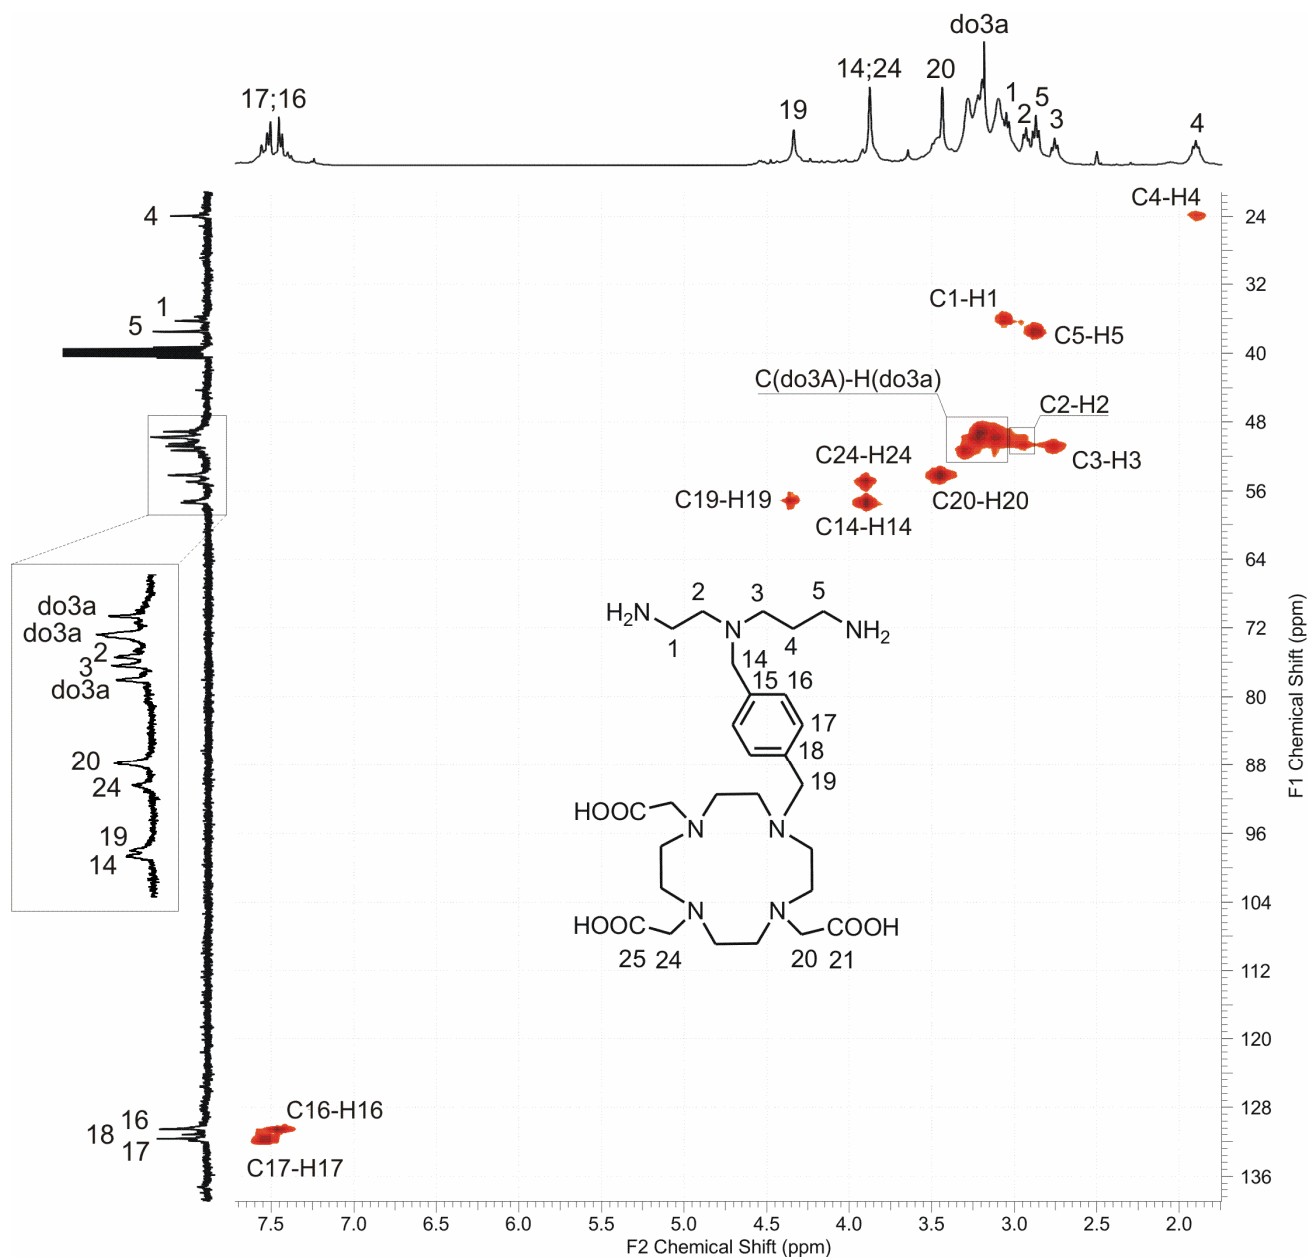 do3a
17;16
19
14;24
20
1
2
5
3
4
4
1
5
C4-H4
C1-H1
C5-H5
C(do3A)-H(do3a)
C2-H2
C3-H3
C24-H24
C19-H19
C20-H20
C14-H14
24
32
40
48
56
64
72
80
88
96
104
112
120
128
136
F1 Chemical Shift (ppm)
do3a
do3a
2
3
do3a
20
24
19
14
2
3
5
H2N
N
NH2
1
4
14
15
16
17
18
19
HOOC
N
N
HOOC
N
N
COOH
25
24
20
21
16
18
17
C16-H16
C17-H17
7.5
7.0
6.5
6.0
5.5
5.0
4.5
4.0
3.5
3.0
2.5
2.0
F2 Chemical Shift (ppm)